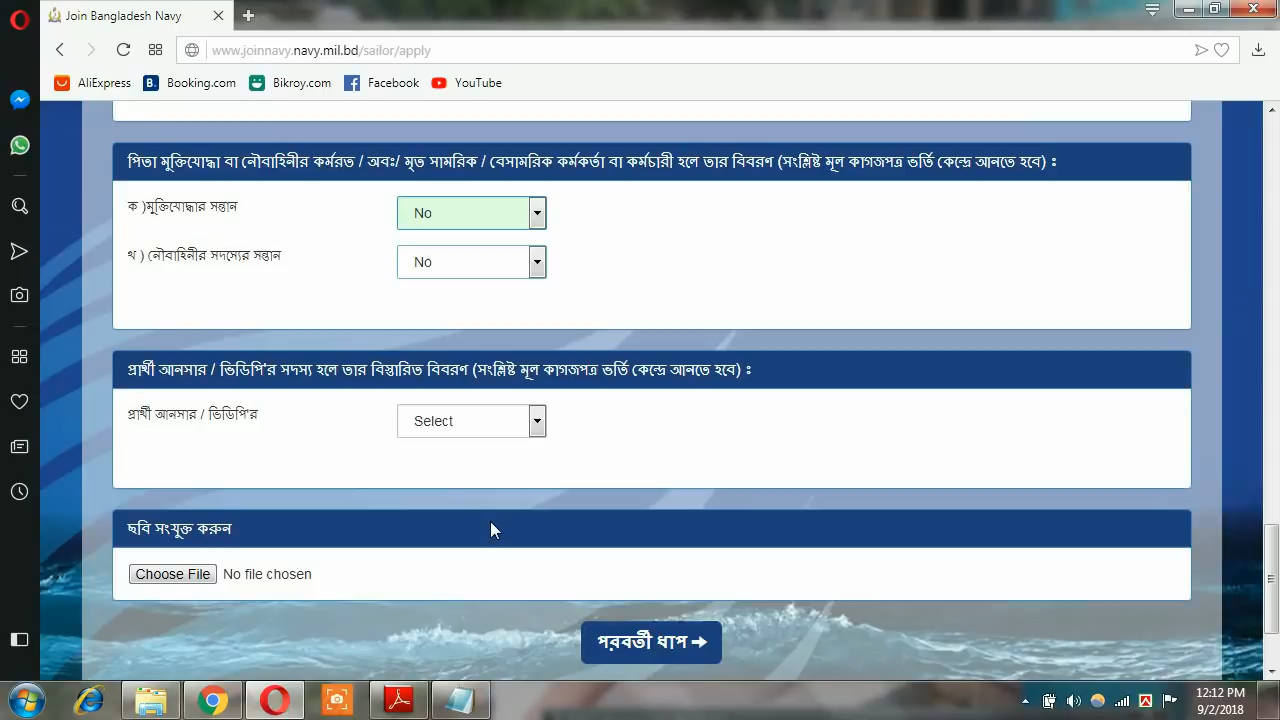 Join Bangladesh Navy
www.joinnavy.navy.mil.bd/sailor/apply
AliExpress B. Booking.com Bikroy.com Facebook YouTube
পিতা মুক্তিযোদ্ধা বা নৌবাহিনীর কর্মরত / অবঃ/ মৃত সামরিক / বেসামরিক কর্মকর্তা বা কর্মচারী হলে তার বিবরণ (সংশ্লিষ্ট মূল কাগজপত্র ভর্তি কেন্দ্রে আনতে হবে) :
ক )মুক্তিযোদ্ধার সন্তান No
থ ) নৌবাহিনীর সদস্যের সন্তান No
প্রার্থী আনসার / ভিডিপি'র সদস্য হলে তার বিস্তারিত বিবরণ (সংশ্লিষ্ট মূল কাগজপত্র ভর্তি কেন্দ্রে আনতে হবে) :
প্রার্থী আনসার / ভিডিপি'র Select
ছবি সংযুক্ত করুন
Choose File No file chosen
পরবর্তী ধাপ
12:12 PM
9/2/2018